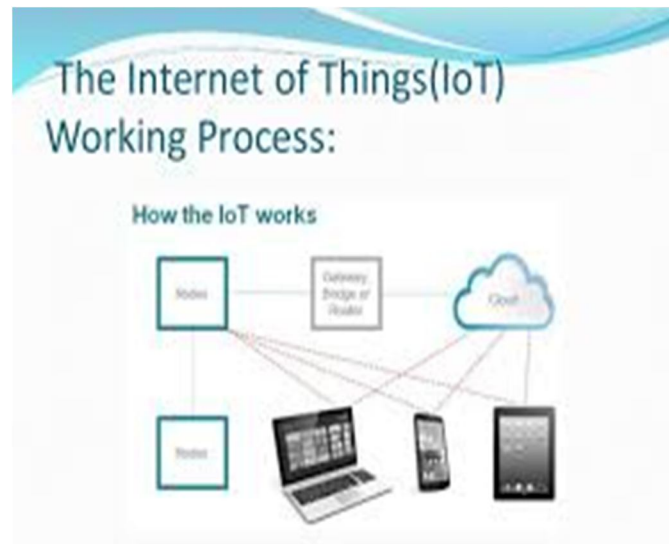 The Internet of Things(IoT)
Working Process:
How the IoT works
Nodes
Gateway,
Bridge or
Router
Cloud
Nodes